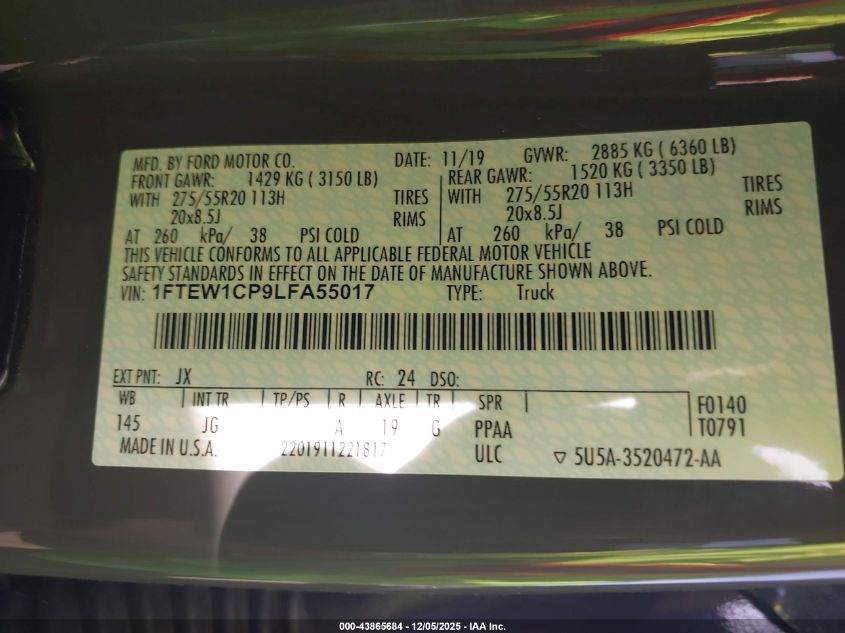 MFD. BY FORD MOTOR CO. DATE: 11/19 GVWR: 2885 KG ( 6360 LB)
FRONT GAWR: 1429 KG ( 3150 LB) REAR GAWR: 1520 KG ( 3350 LB)
WITH 275/55R20 113H TIRES WITH 275/55R20 113H TIRES
20x8.5J RIMS 20x8.5J RIMS
AT 260 kPa/ 38 PSI COLD AT 260 kPa/ 38 PSI COLD
THIS VEHICLE CONFORMS TO ALL APPLICABLE FEDERAL MOTOR VEHICLE
SAFETY STANDARDS IN EFFECT ON THE DATE OF MANUFACTURE SHOWN ABOVE.
VIN: 1FTEW1CP9LFA55017 TYPE: Truck
EXT PNT: JX RC: 24 DSO:
WB INT TR TP/PS R AXLE TR SPR F0140
145 JG A 19 G PPAA T0791
MADE IN U.S.A. 2201911221817 ULC ▽ 5U5A-3520472-AA
000-43865684 - 12/05/2025 - IAA Inc.